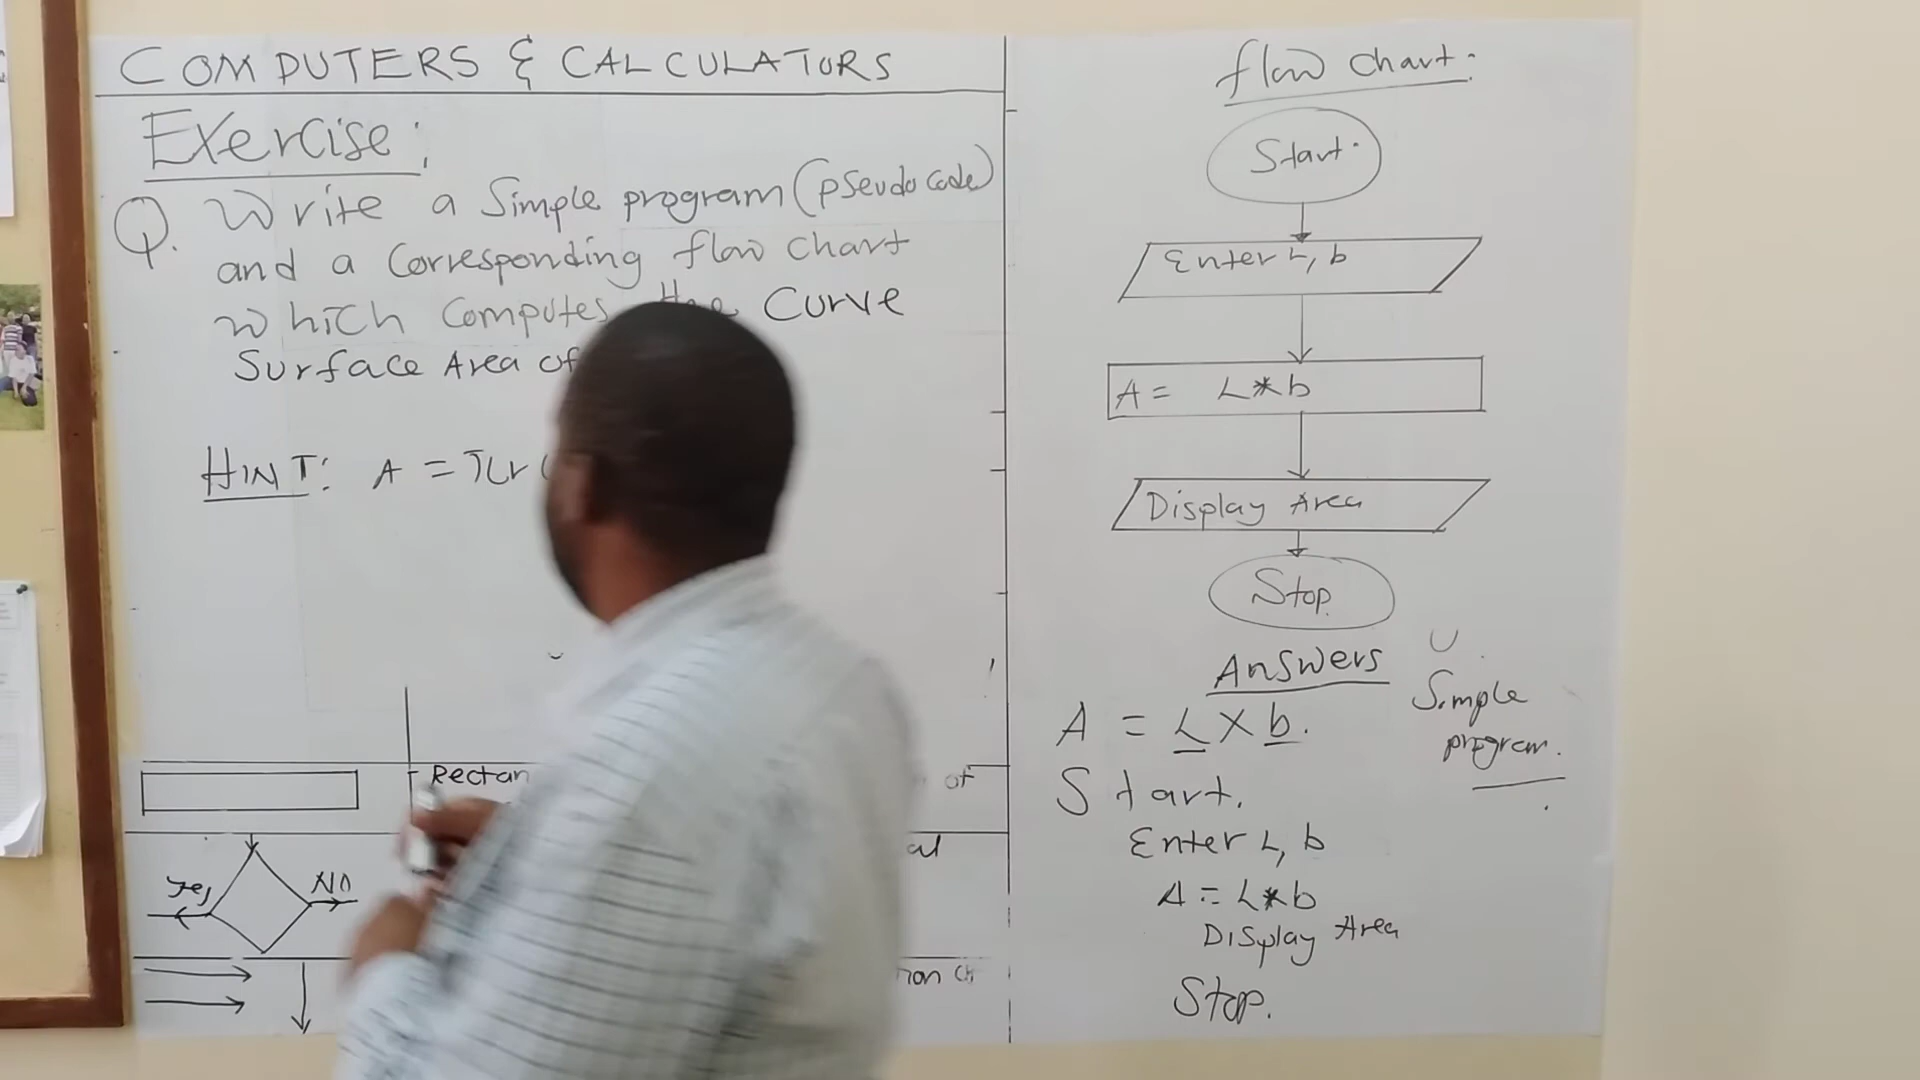 COMPUTERS & CALCULATORS
Exercise:
Q. Write a Simple program (pseudo code)
and a Corresponding flow chart
which Computes the Curve
Surface Area of
HINT: A = πr
Rectan
of
Yes
NO
flow chart:
Start.
Enter L, b
A = L*b
Display Area
Stop.
Answers
Simple
program.
A = L X b.
Start.
Enter L, b
A = L*b
Display Area
Stop.